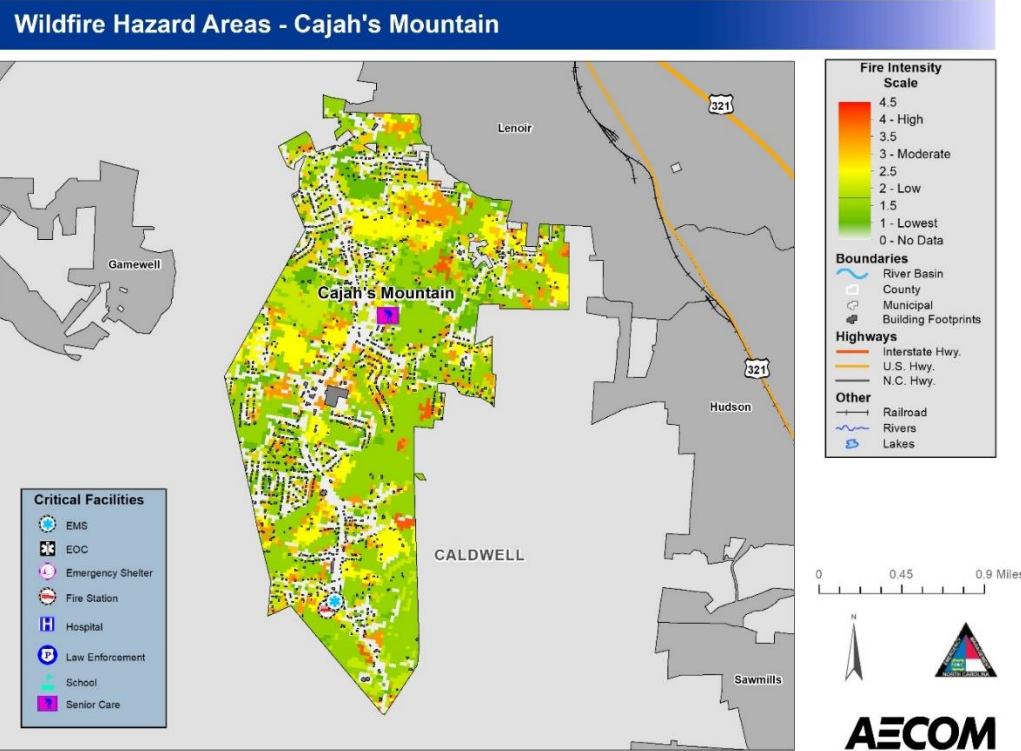 Wildfire Hazard Areas - Cajah's Mountain
Lenoir
321
Gamewell
Cajah's Mountain
321
Hudson
CALDWELL
Sawmills
Fire Intensity
Scale
4.5
4 - High
3.5
3 - Moderate
2.5
2 - Low
1.5
1 - Lowest
0 - No Data
Boundaries
River Basin
County
Municipal
Building Footprints
Highways
Interstate Hwy.
U.S. Hwy.
N.C. Hwy.
Other
Railroad
Rivers
Lakes
Critical Facilities
EMS
EOC
Emergency Shelter
Fire Station
H Hospital
P Law Enforcement
School
Senior Care
0 0.45 0.9 Miles
N
NORTH CAROLINA
AECOM